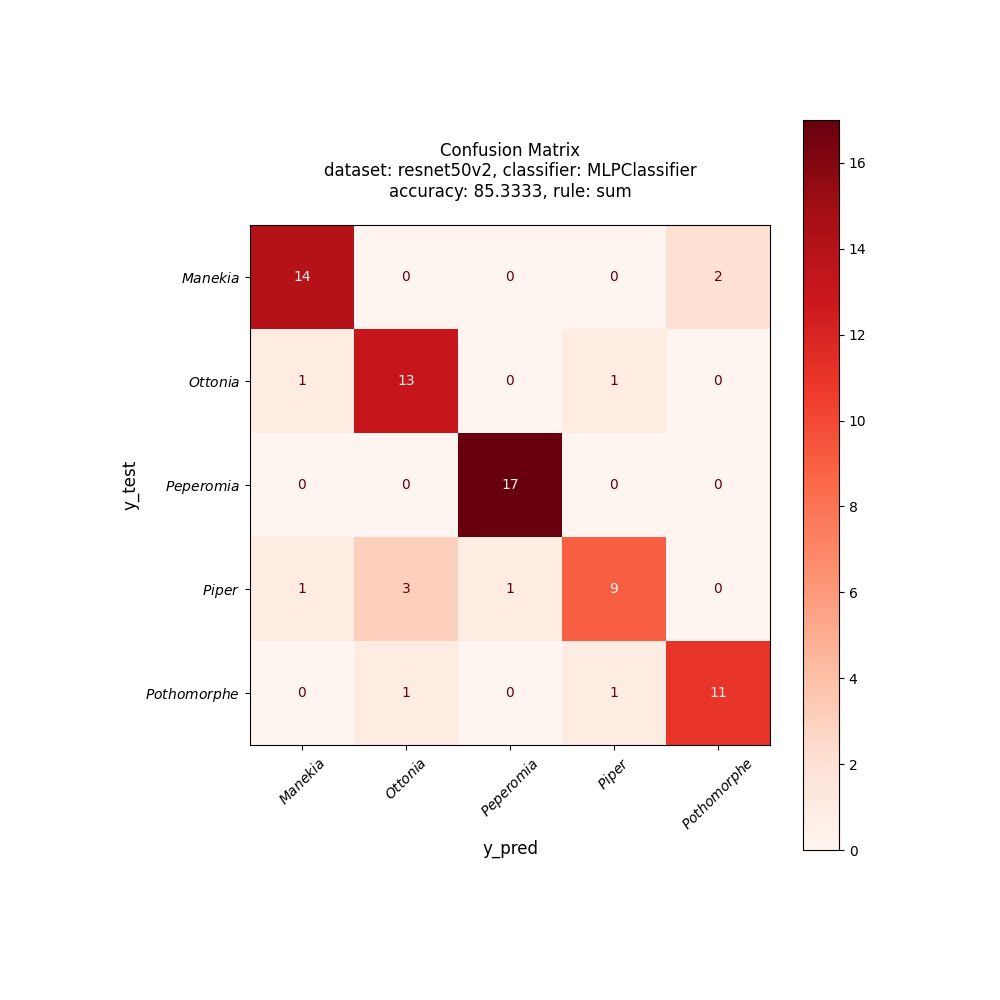 Confusion Matrix
dataset: resnet50v2, classifier: MLPClassifier
accuracy: 85.3333, rule: sum
Manekia 14 0 0 0 2
Ottonia 1 13 0 1 0
Peperomia 0 0 17 0 0
Piper 1 3 1 9 0
Pothomorphe 0 1 0 1 11
y_test
Manekia Ottonia Peperomia Piper Pothomorphe
y_pred
16
14
12
10
8
6
4
2
0